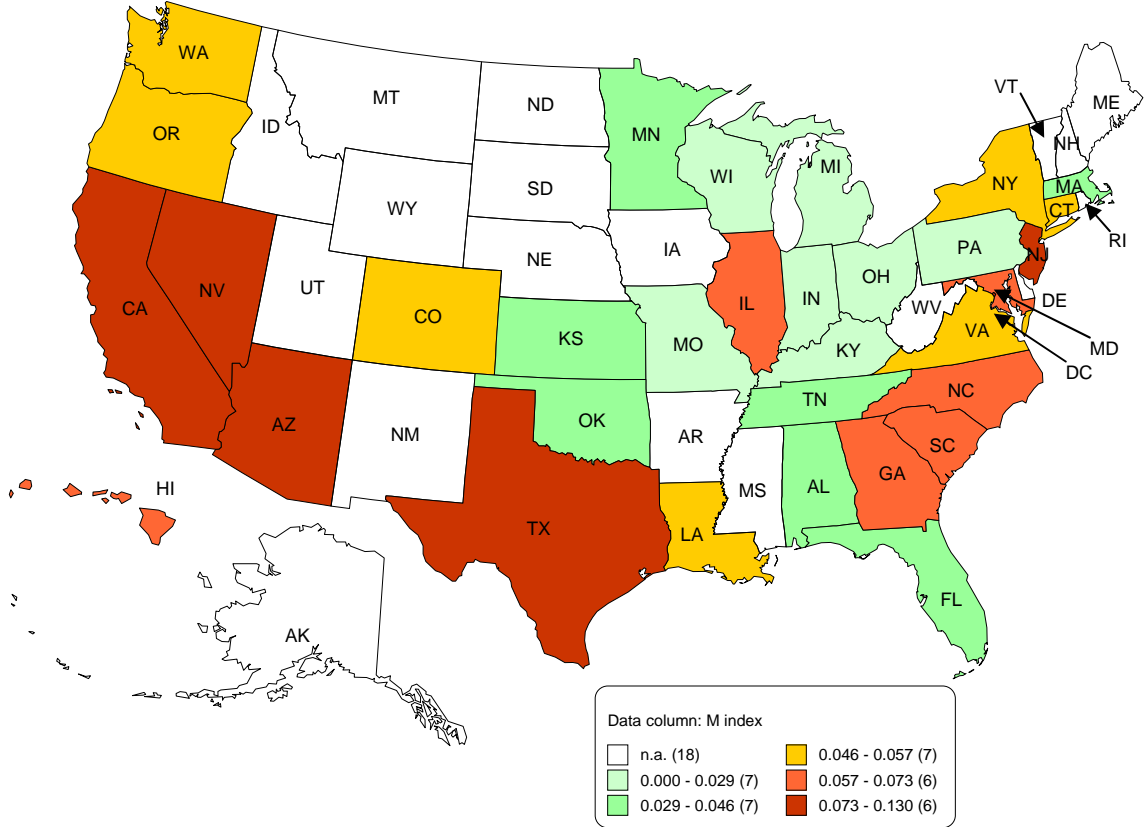 WA
MT
ND
VT
ME
OR
ID
MN
NH
SD
WI
MI
NY
MA
WY
CT
RI
IA
PA
NE
NV
UT
OH
NJ
CA
IL
IN
WV
DE
CO
VA
KS
MO
KY
MD
DC
NC
TN
AZ
OK
NM
AR
SC
GA
HI
MS
AL
TX
LA
FL
AK
Data column: M index
n.a. (18)
0.000 - 0.029 (7)
0.029 - 0.046 (7)
0.046 - 0.057 (7)
0.057 - 0.073 (6)
0.073 - 0.130 (6)